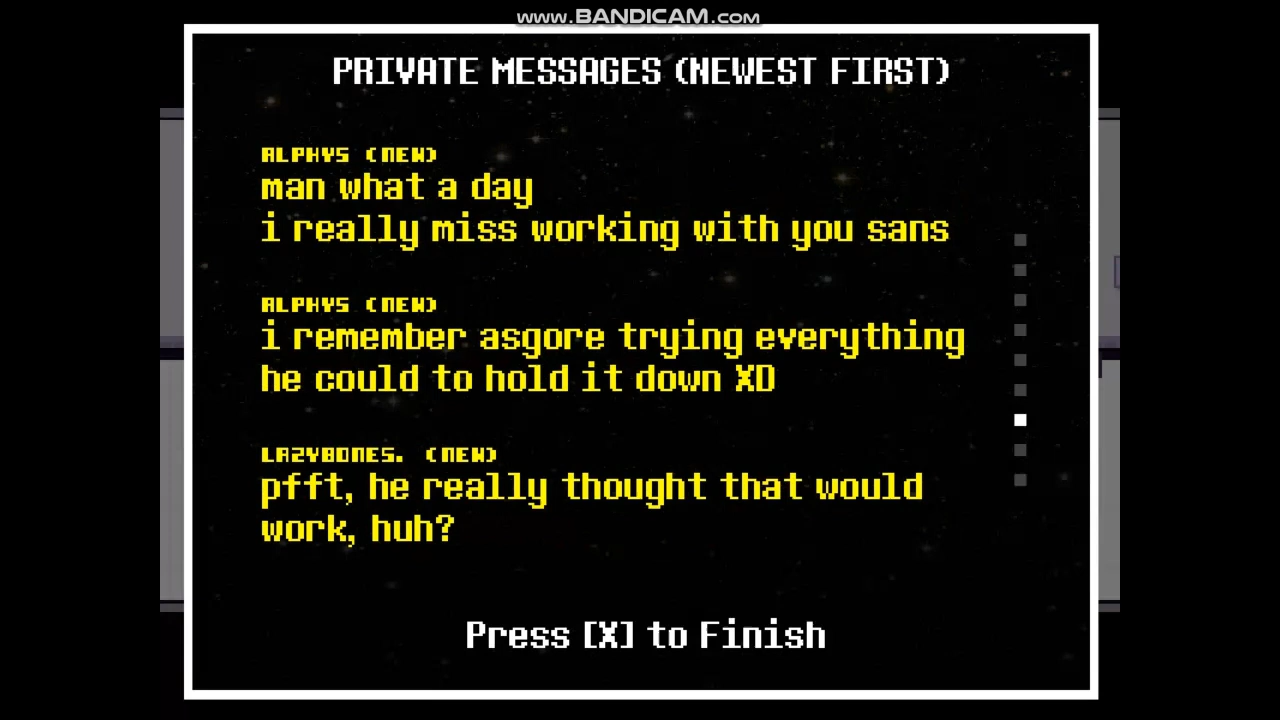 www.BANDICAM.com
PRIVATE MESSAGES (NEWEST FIRST)
ALPHYS (NEW)
man what a day
i really miss working with you sans
ALPHYS (NEW)
i remember asgore trying everything
he could to hold it down XD
LAZYBONES. (NEW)
pfft, he really thought that would
work, huh?
Press [X] to Finish